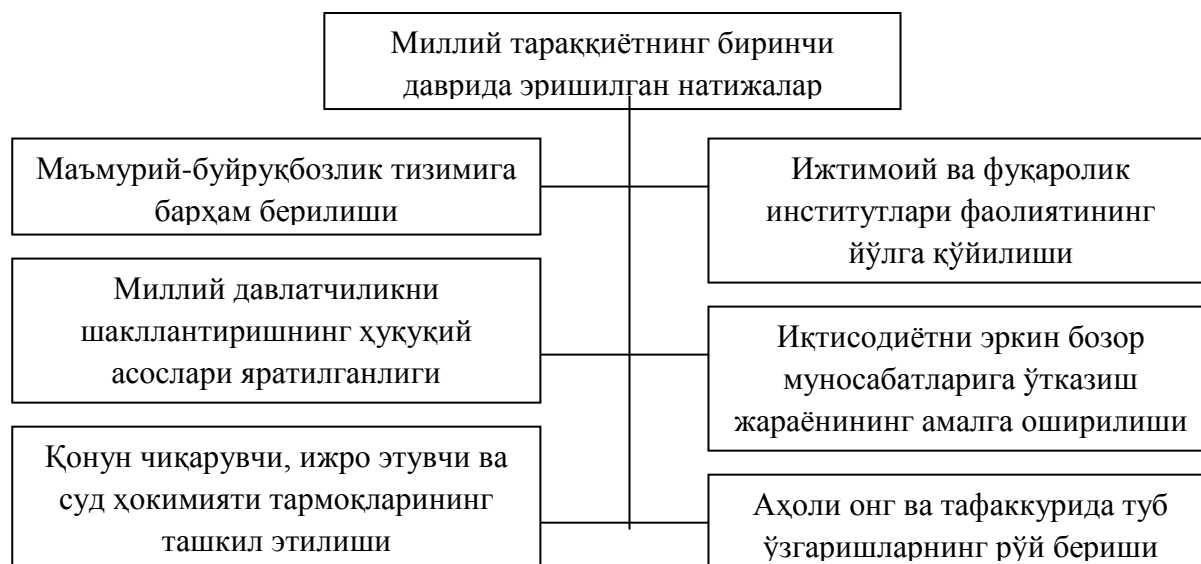 Миллий тараққиётнинг биринчи
даврида эришилган натижалар
Маъмурий-буйруқбозлик тизимига
барҳам берилиши
Миллий давлатчиликни
шакллантиришнинг ҳуқуқий
асослари яратилганлиги
Қонун чиқарувчи, ижро этувчи ва
суд ҳокимияти тармоқларининг
ташкил этилиши
Ижтимоий ва фуқаролик
институтлари фаолиятининг
йўлга қўйилиши
Иқтисодиётни эркин бозор
муносабатларига ўтказиш
жараёнининг амалга оширилиши
Аҳоли онг ва тафаккурида туб
ўзгаришларнинг рўй бериши